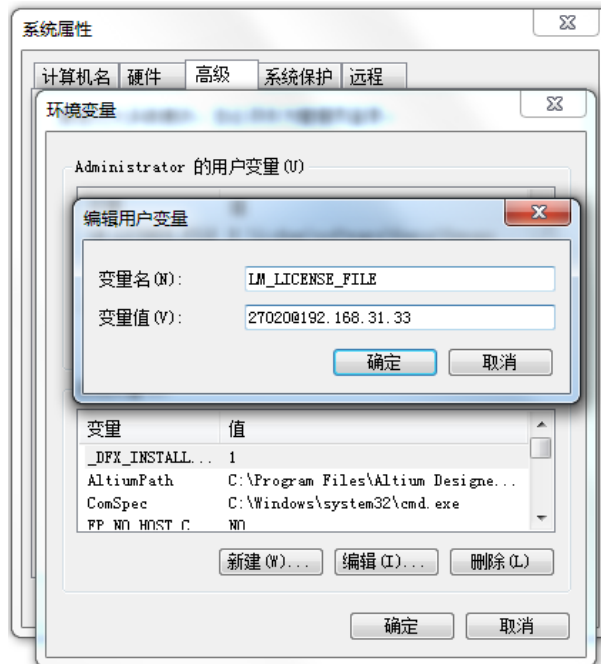 系统属性
计算机名 硬件 高级 系统保护 远程
环境变量
Administrator 的用户变量(U)
编辑用户变量
变量名(N): LM_LICENSE_FILE
变量值(V): 27020@192.168.31.33
确定 取消
变量 值
_DFX_INSTALL... 1
AltiumPath C:\Program Files\Altium Designe...
ComSpec C:\Windows\system32\cmd.exe
FP_NO_HOST_C... NO
新建(W)... 编辑(I)... 删除(L)
确定 取消